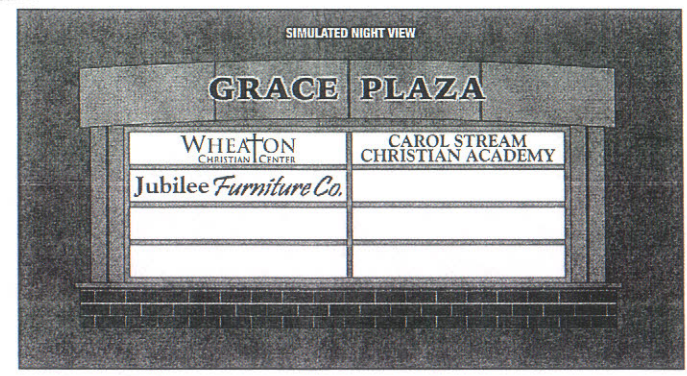 SIMULATED NIGHT VIEW
GRACE PLAZA
WHEATON
CHRISTIAN CENTER
CAROL STREAM
CHRISTIAN ACADEMY
Jubilee Furniture Co.